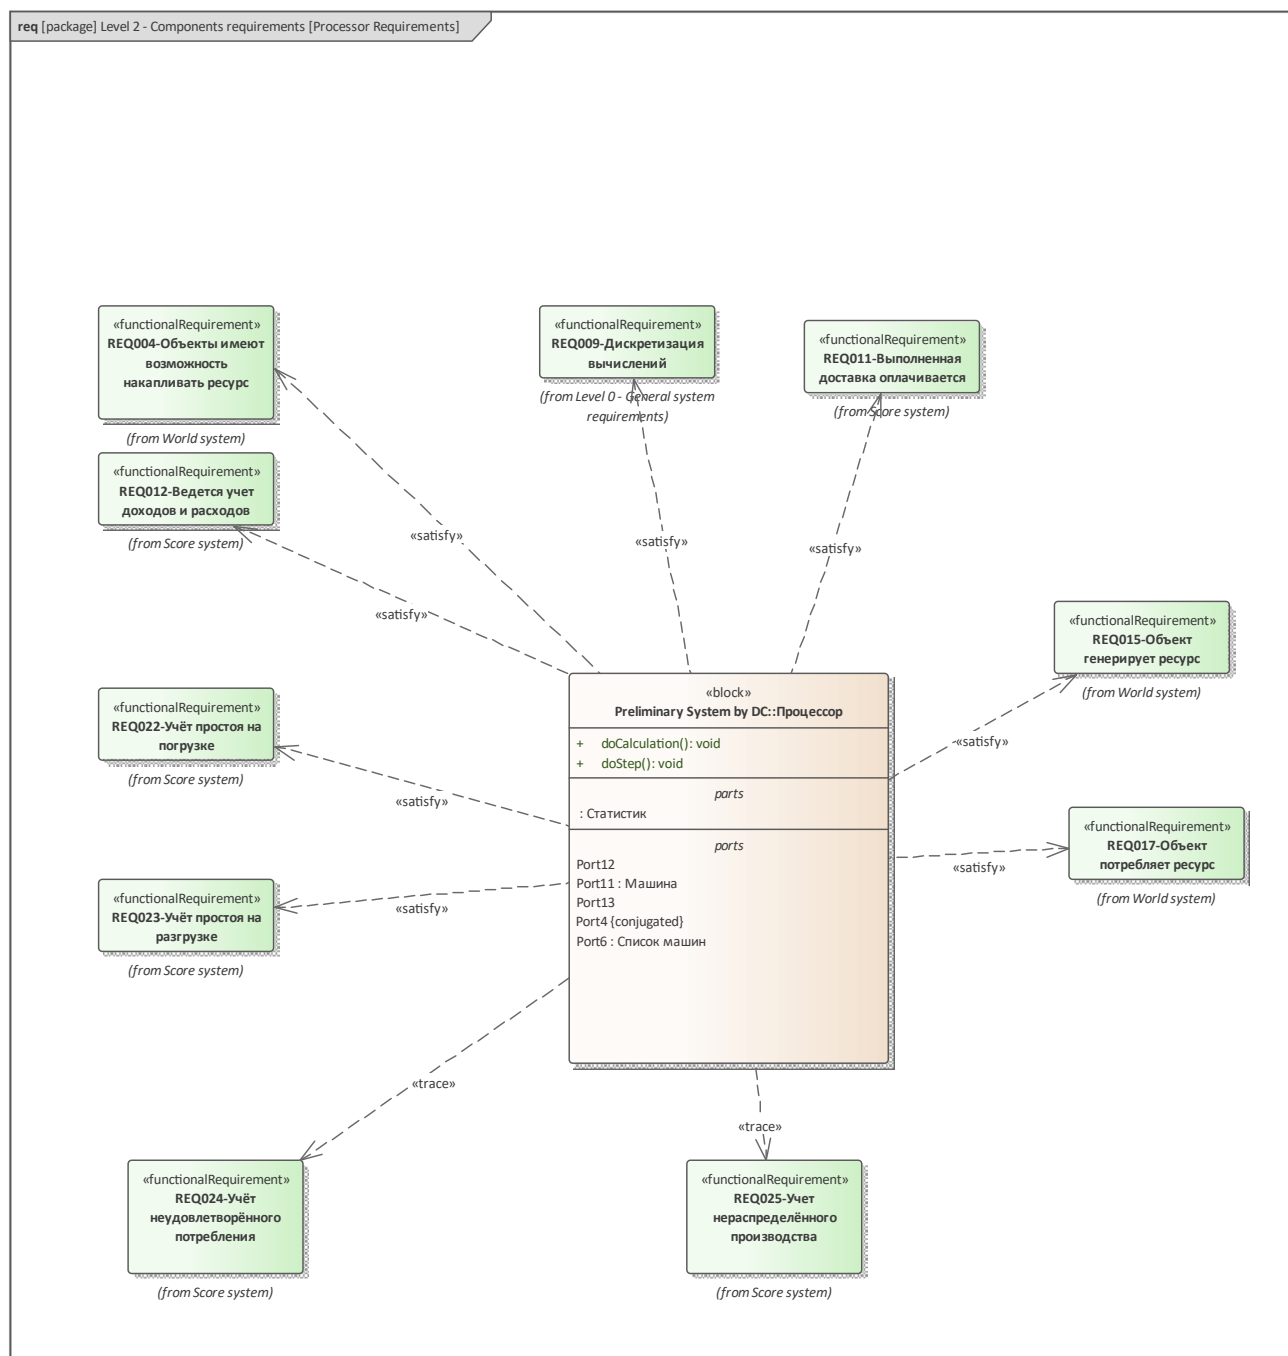 req [package] Level 2 - Components requirements [Processor Requirements]
«functionalRequirement»
REQ004-Объекты имеют
возможность
накапливать ресурс
(from World system)
«functionalRequirement»
REQ009-Дискретизация
вычислений
(from Level 0 - General system
requirements)
«functionalRequirement»
REQ011-Выполненная
доставка оплачивается
(from Score system)
«functionalRequirement»
REQ012-Ведется учет
доходов и расходов
(from Score system)
«satisfy»
«satisfy»
«satisfy»
«satisfy»
«functionalRequirement»
REQ015-Объект
генерирует ресурс
(from World system)
«functionalRequirement»
REQ022-Учёт простоя на
погрузке
(from Score system)
«block»
Preliminary System by DC::Процессор
+ doCalculation(): void
+ doStep(): void
parts
: Статистик
ports
Port12
Port11 : Машина
Port13
Port4 {conjugated}
Port6 : Список машин
«satisfy»
«satisfy»
«functionalRequirement»
REQ017-Объект
потребляет ресурс
(from World system)
«satisfy»
«functionalRequirement»
REQ023-Учёт простоя на
разгрузке
(from Score system)
«satisfy»
«trace»
«trace»
«functionalRequirement»
REQ024-Учёт
неудовлетворённого
потребления
(from Score system)
«functionalRequirement»
REQ025-Учет
нераспределённого
производства
(from Score system)